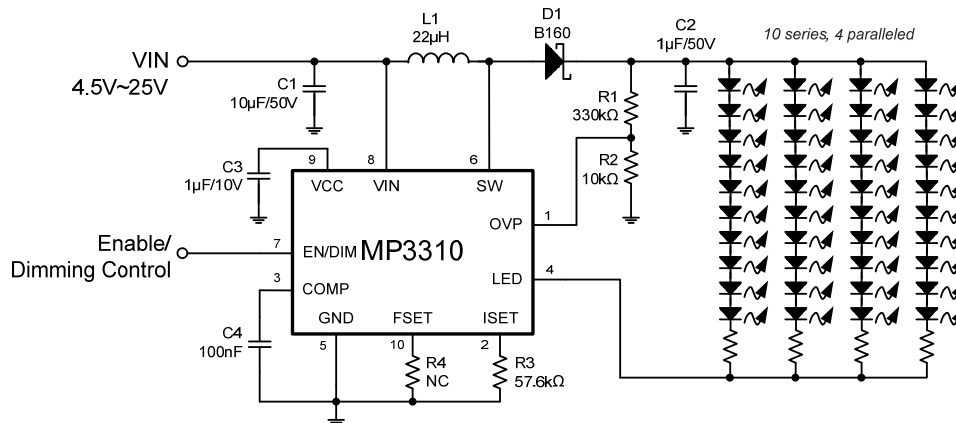 L1
22µH
D1
B160
C2
1µF/50V
10 series, 4 paralleled
VIN
4.5V~25V
C1
10µF/50V
R1
330kΩ
R2
10kΩ
C3
1µF/10V
9
8
6
VCC
VIN
SW
OVP
1
Enable/
Dimming Control
7
EN/DIM
MP3310
3
COMP
LED
4
C4
100nF
GND
FSET
ISET
5
10
2
R4
NC
R3
57.6kΩ